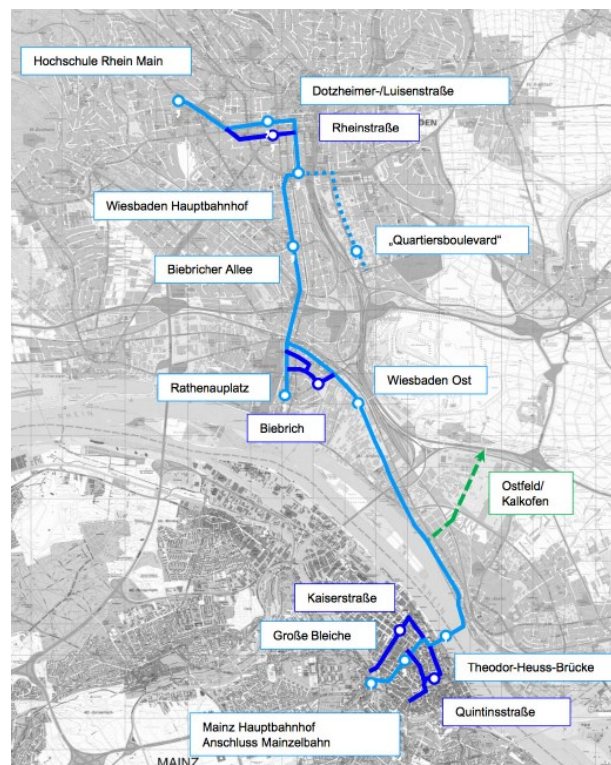 Hochschule Rhein Main
Dotzheimer-/Luisenstraße
Rheinstraße
DEN
Wiesbaden Hauptbahnhof
„Quartiersboulevard“
Biebricher Allee
Rathenauplatz
Wiesbaden Ost
Biebrich
Ostfeld/
Kalkofen
Kaiserstraße
Große Bleiche
Theodor-Heuss-Brücke
Quintinsstraße
Mainz Hauptbahnhof
Anschluss Mainzelbahn
MAINZ